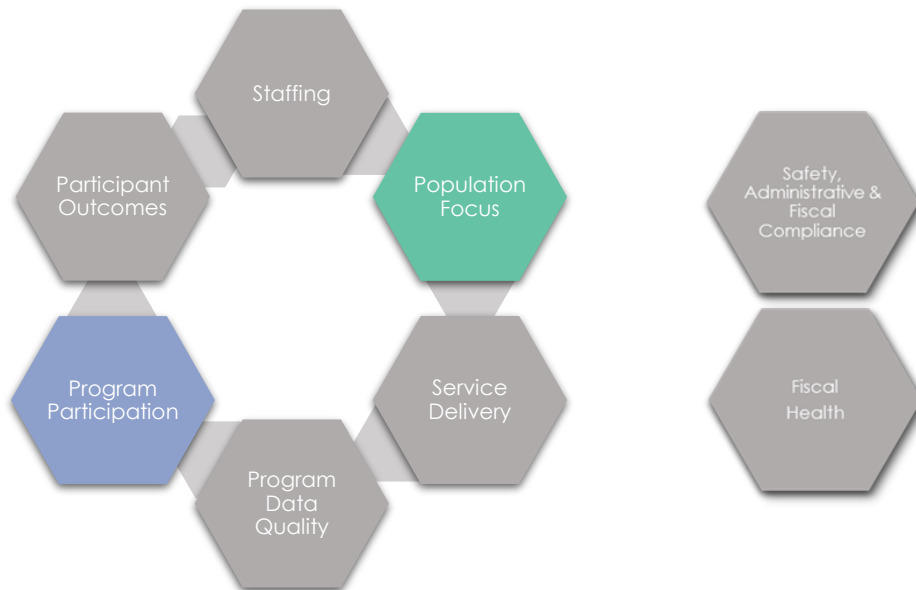 Staffing
Participant
Outcomes
Population
Focus
Program
Participation
Service
Delivery
Program
Data
Quality
Safety,
Administrative &
Fiscal
Compliance
Fiscal
Health